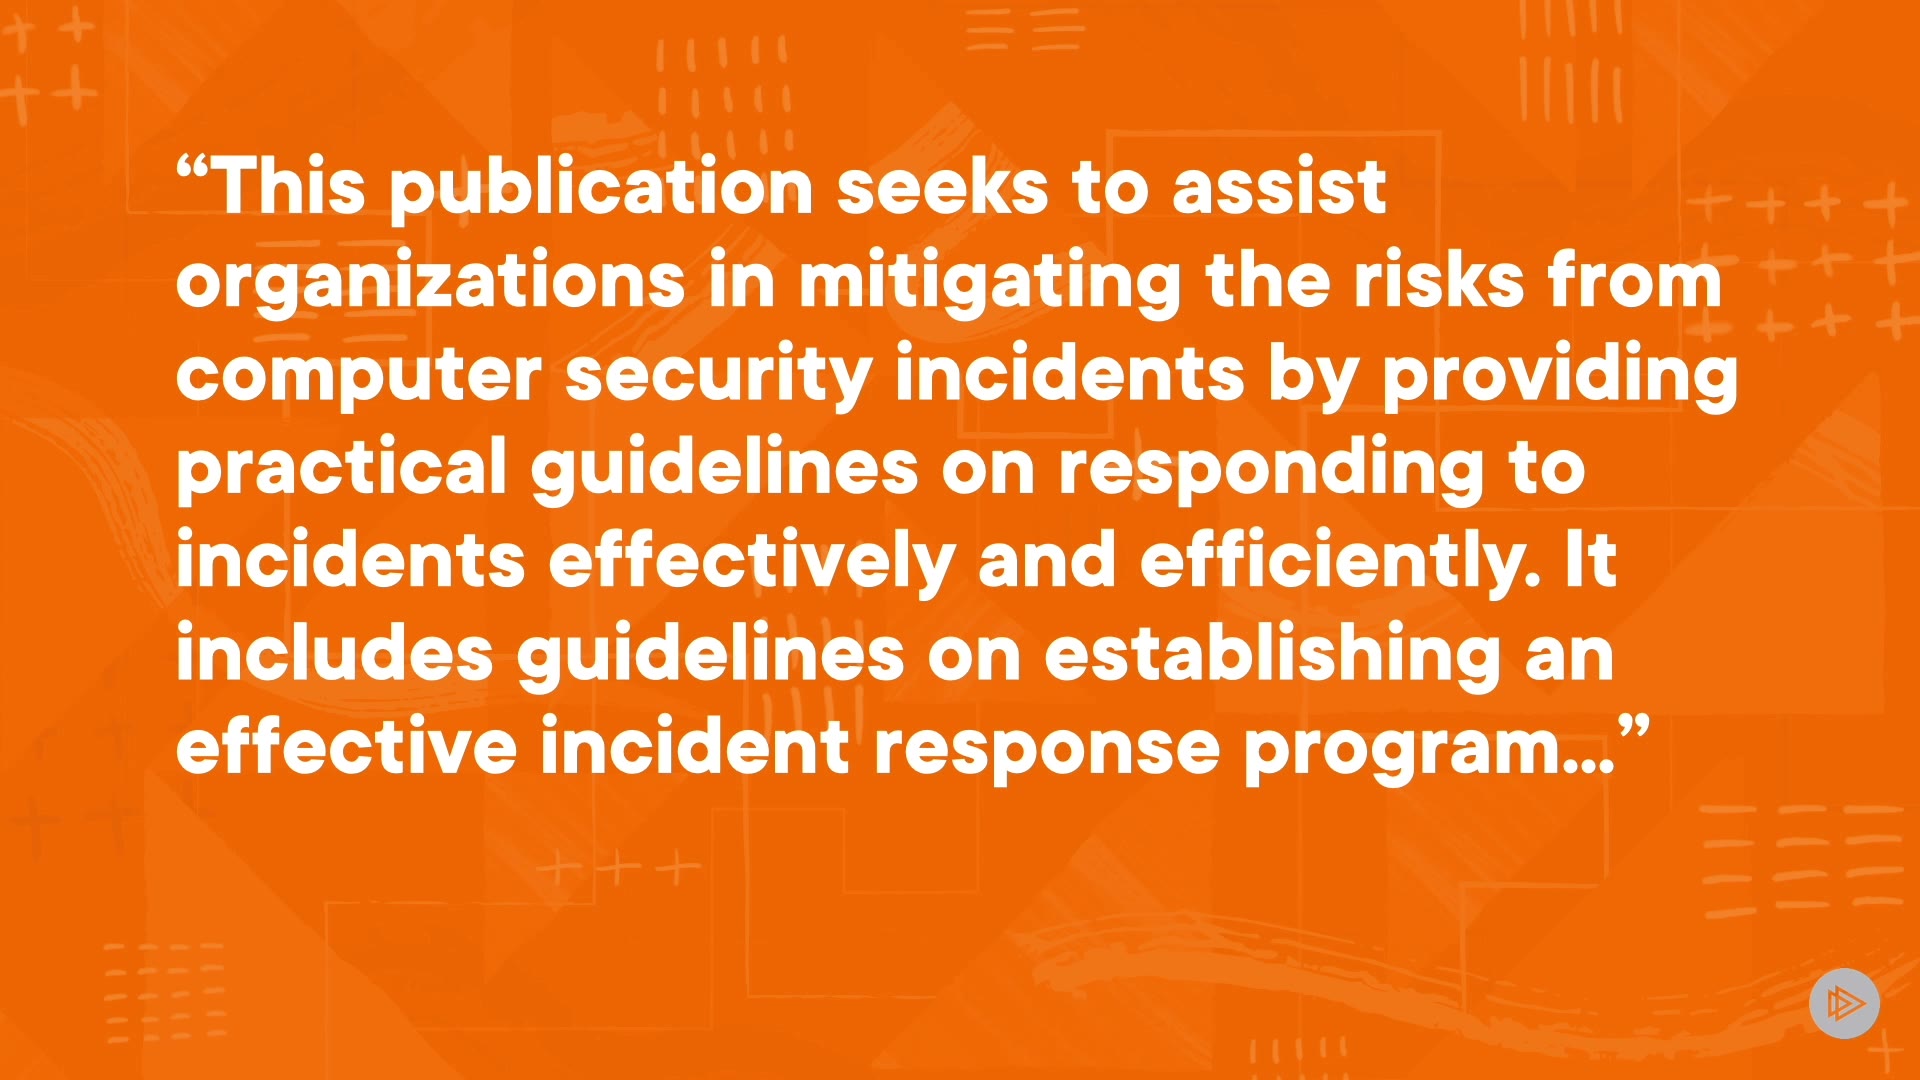 “This publication seeks to assist
organizations in mitigating the risks from
computer security incidents by providing
practical guidelines on responding to
incidents effectively and efficiently. It
includes guidelines on establishing an
effective incident response program…”